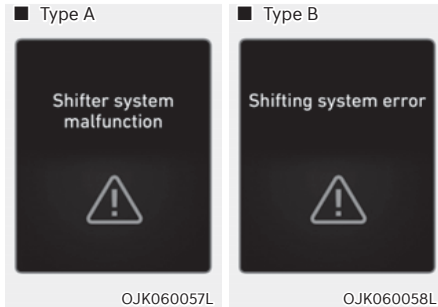 ■ Type A
Shifter system
malfunction
OJK060057L
■ Type B
Shifting system error
OJK060058L